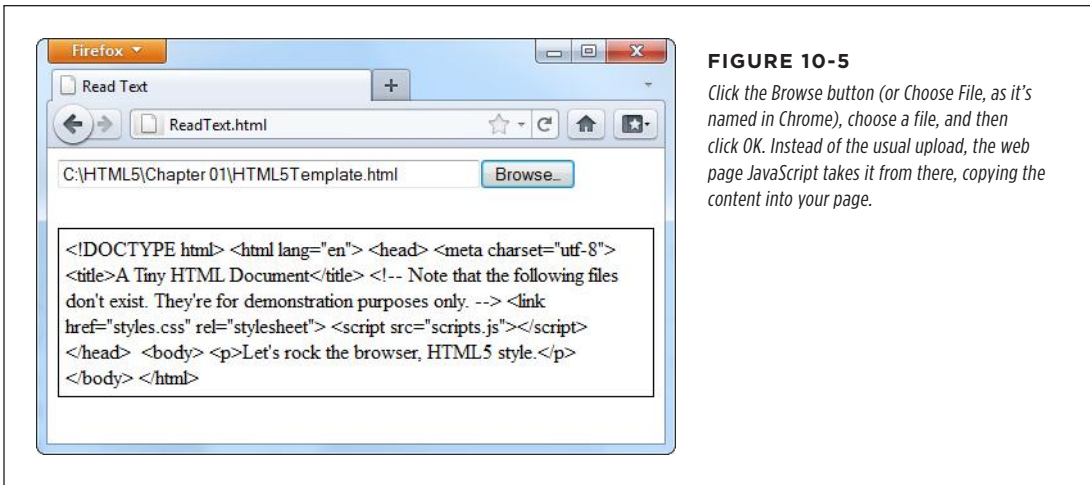 Firefox
Read Text
ReadText.html
C:\HTML5\Chapter 01\HTML5Template.html
Browse...
<!DOCTYPE html> <html lang="en"> <head> <meta charset="utf-8">
<title>A Tiny HTML Document</title> <!-- Note that the following files
don't exist. They're for demonstration purposes only. --> <link
href="styles.css" rel="stylesheet"> <script src="scripts.js"></script>
</head> <body> <p>Let's rock the browser, HTML5 style.</p>
</body> </html>
FIGURE 10-5
Click the Browse button (or Choose File, as it's
named in Chrome), choose a file, and then
click OK. Instead of the usual upload, the web
page JavaScript takes it from there, copying the
content into your page.